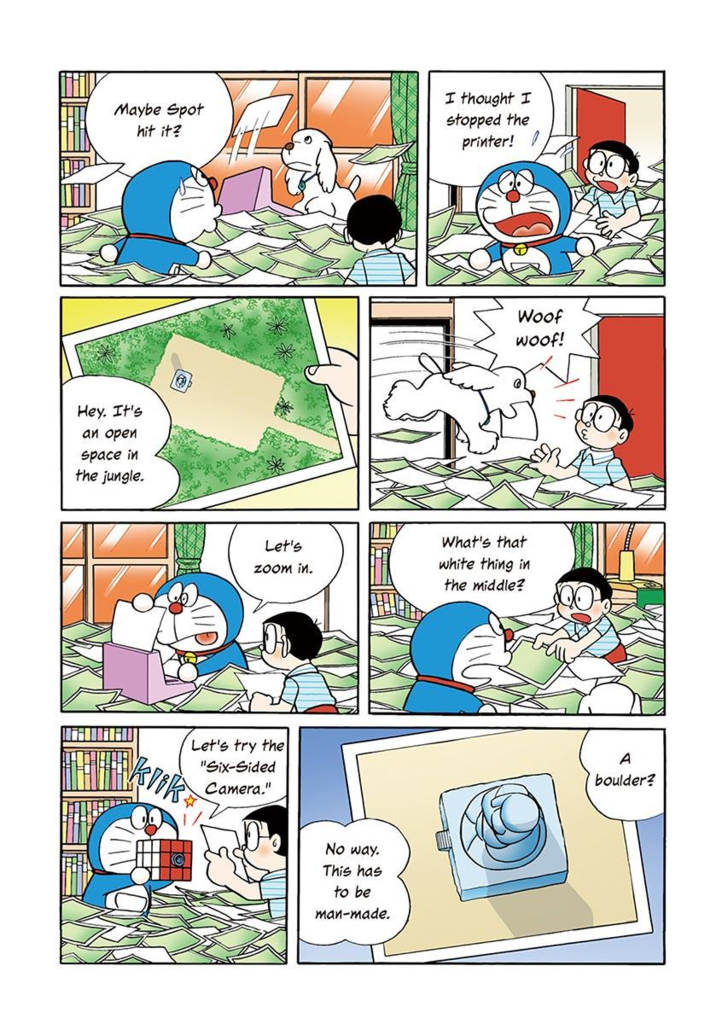 Maybe Spot
hit it?
I thought I
stopped the
printer!
Hey. It's
an open
space in
the jungle.
Woof
woof!
Let's
zoom in.
What's that
white thing in
the middle?
Let's try the
"Six-Sided
Camera."
klik
A
boulder?
No way.
This has
to be
man-made.